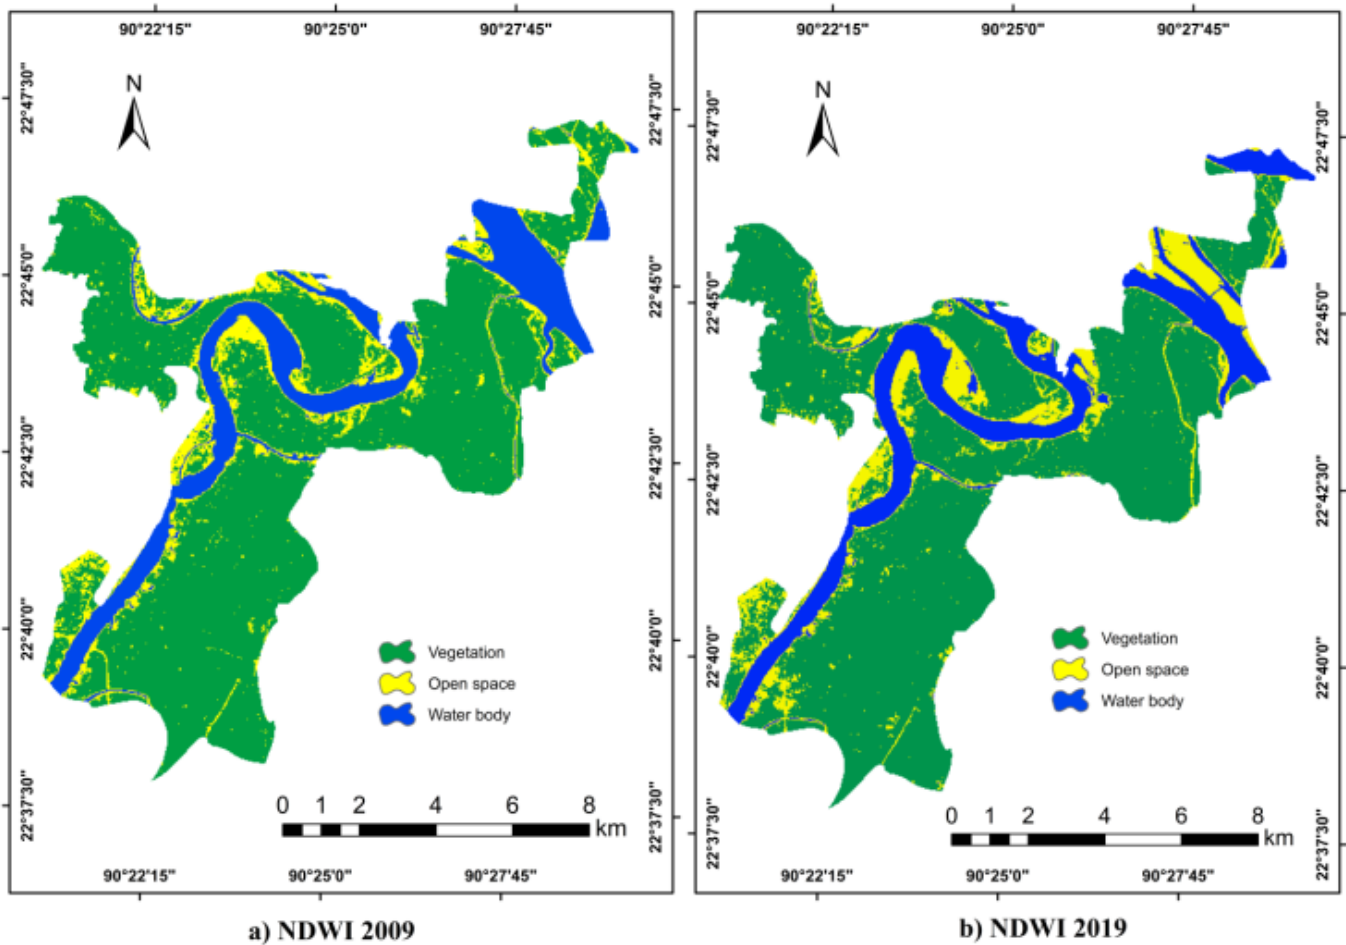 90°22'15" 90°25'0" 90°27'45"
22°47'30" 22°47'30"
N
22°45'0" 22°45'0"
22°42'30" 22°42'30"
22°40'0" 22°40'0"
Vegetation
Open space
Water body
22°37'30" 22°37'30"
0 1 2 4 6 8
km
90°22'15" 90°25'0" 90°27'45"
a) NDWI 2009
90°22'15" 90°25'0" 90°27'45"
22°47'30" 22°47'30"
N
22°45'0" 22°45'0"
22°42'30" 22°42'30"
22°40'0" 22°40'0"
Vegetation
Open space
Water body
22°37'30" 22°37'30"
0 1 2 4 6 8
km
90°22'15" 90°25'0" 90°27'45"
b) NDWI 2019